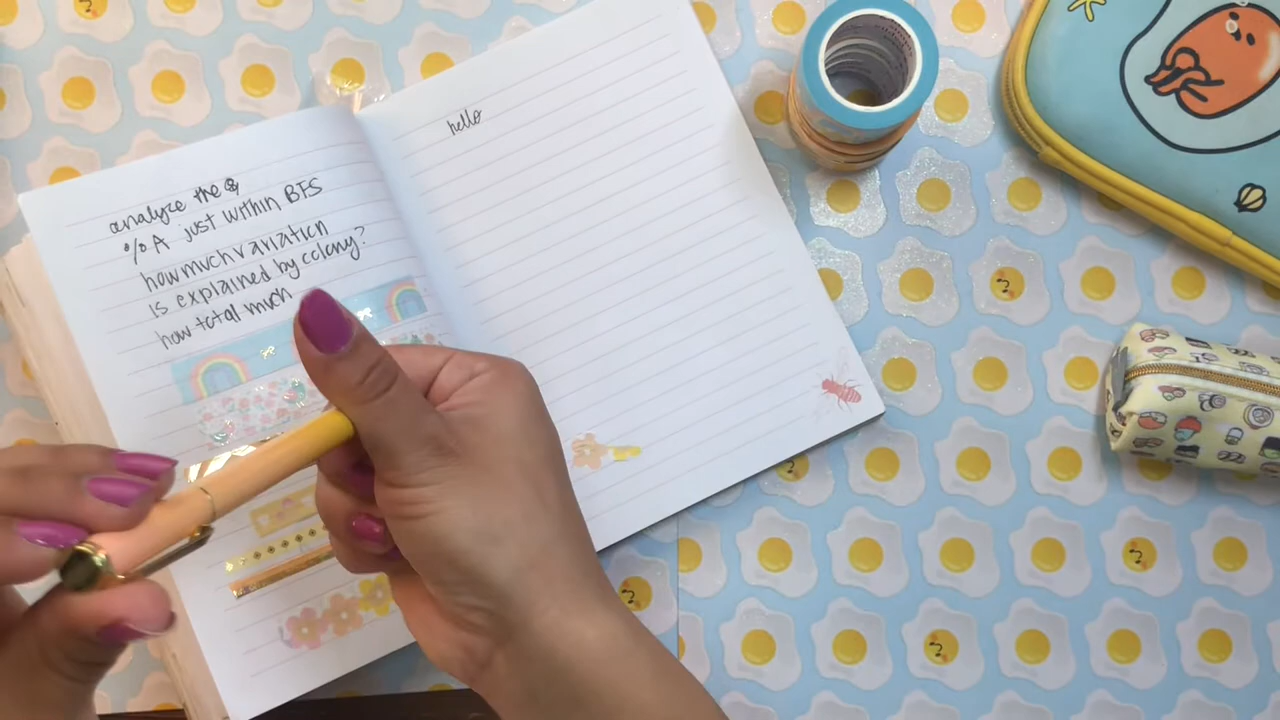 analyze the
% A just within BFS
how much variation
is explained by colony?
how total much
hello